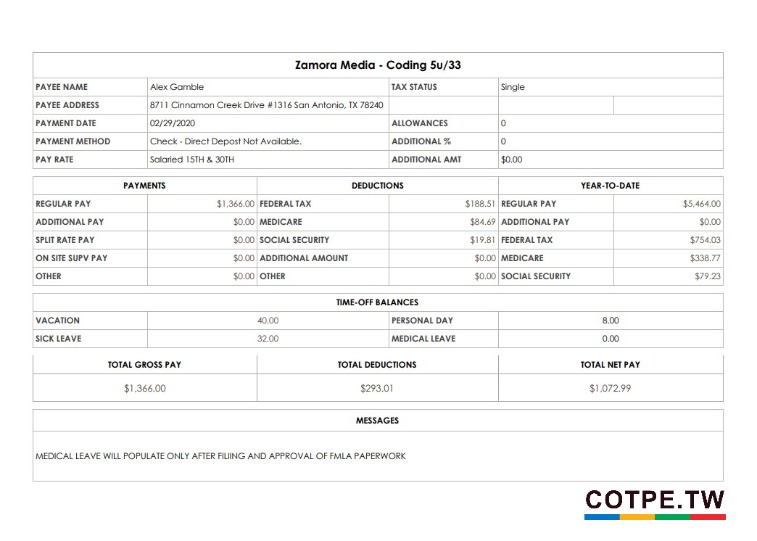 Zamora Media - Coding 5u/33
PAYEE NAME Alex Gamble TAX STATUS Single
PAYEE ADDRESS 8711 Cinnamon Creek Drive #1316 San Antonio, TX 78240
PAYMENT DATE 02/29/2020 ALLOWANCES 0
PAYMENT METHOD Check - Direct Depost Not Available. ADDITIONAL % 0
PAY RATE Salaried 15TH & 30TH ADDITIONAL AMT $0.00
PAYMENTS DEDUCTIONS YEAR-TO-DATE
REGULAR PAY $1,366.00 FEDERAL TAX $188.51 REGULAR PAY $5,464.00
ADDITIONAL PAY $0.00 MEDICARE $84.69 ADDITIONAL PAY $0.00
SPLIT RATE PAY $0.00 SOCIAL SECURITY $19.81 FEDERAL TAX $754.03
ON SITE SUPV PAY $0.00 ADDITIONAL AMOUNT $0.00 MEDICARE $338.77
OTHER $0.00 OTHER $0.00 SOCIAL SECURITY $79.23
TIME-OFF BALANCES
VACATION 40.00 PERSONAL DAY 8.00
SICK LEAVE 32.00 MEDICAL LEAVE 0.00
TOTAL GROSS PAY TOTAL DEDUCTIONS TOTAL NET PAY
$1,366.00 $293.01 $1,072.99
MESSAGES
MEDICAL LEAVE WILL POPULATE ONLY AFTER FILIING AND APPROVAL OF FMLA PAPERWORK
COTPE.TW